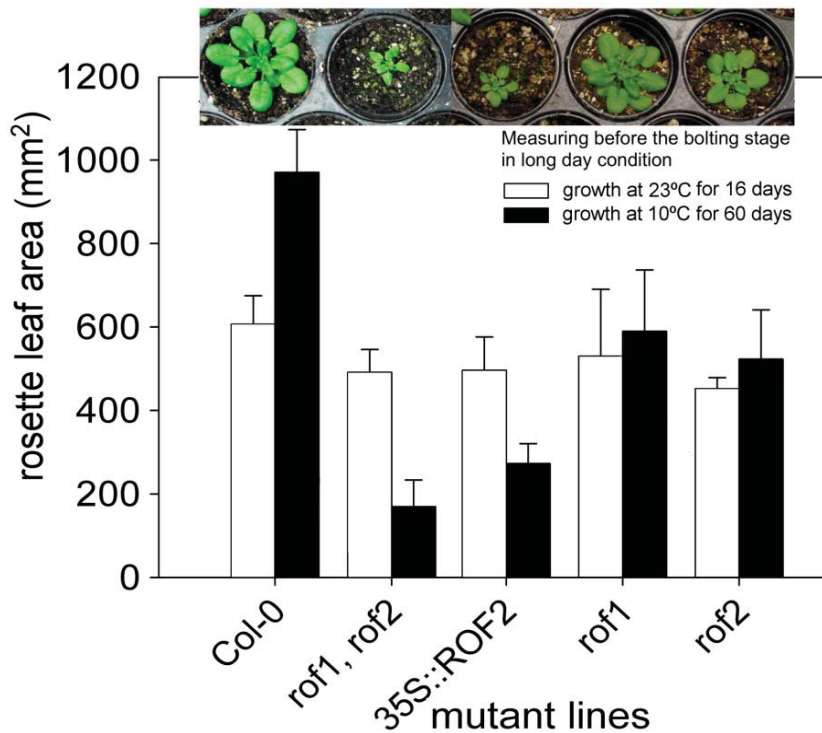 1200
1000
800
600
400
200
0
rosette leaf area (mm²)
Measuring before the bolting stage
in long day condition
growth at 23ºC for 16 days
growth at 10ºC for 60 days
Col-0
rof1, rof2
35S::ROF2
rof1
rof2
mutant lines